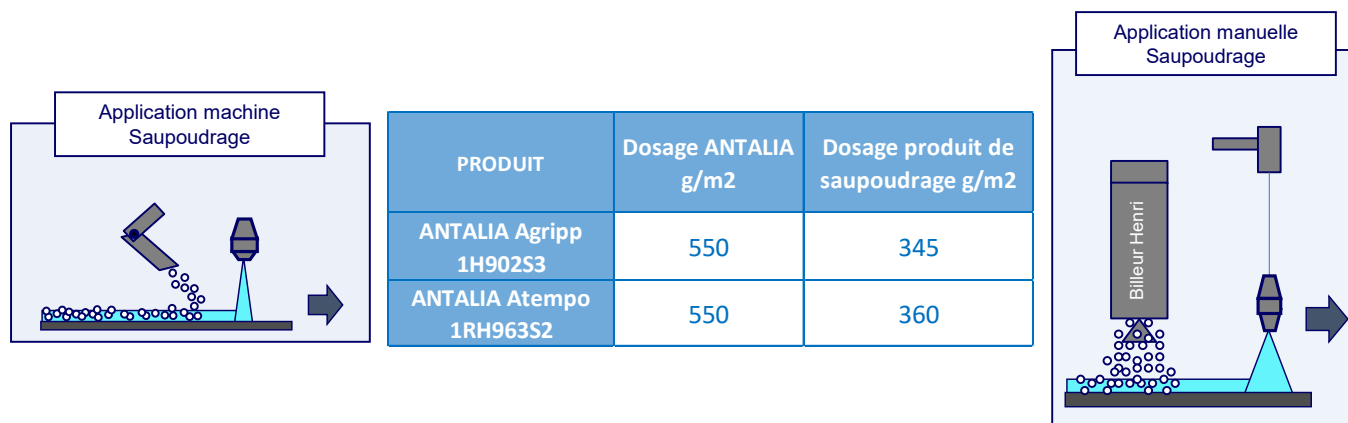 Application machine
Saupoudrage
PRODUIT
Dosage ANTALIA
g/m2
Dosage produit de
saupoudrage g/m2
ANTALIA Agripp
1H902S3
550
345
ANTALIA Atempo
1RH963S2
550
360
Application manuelle
Saupoudrage
Billeur Henri